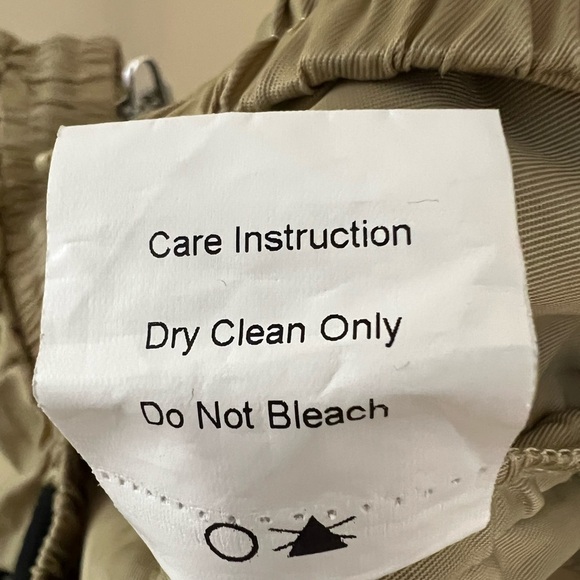 Care Instruction
Dry Clean Only
Do Not Bleach